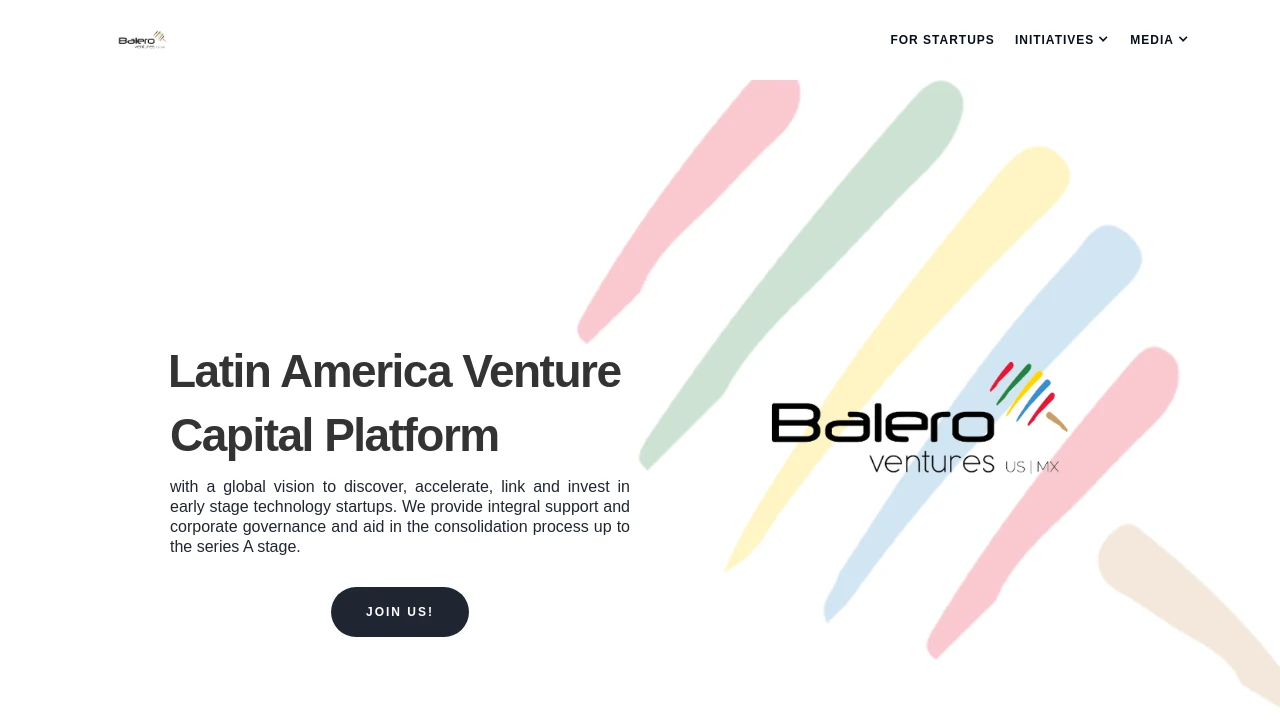 Balero
ventures
FOR STARTUPS
INITIATIVES
MEDIA
Latin America Venture
Capital Platform
with a global vision to discover, accelerate, link and invest in
early stage technology startups. We provide integral support and
corporate governance and aid in the consolidation process up to
the series A stage.
JOIN US!
Balero
ventures US | MX